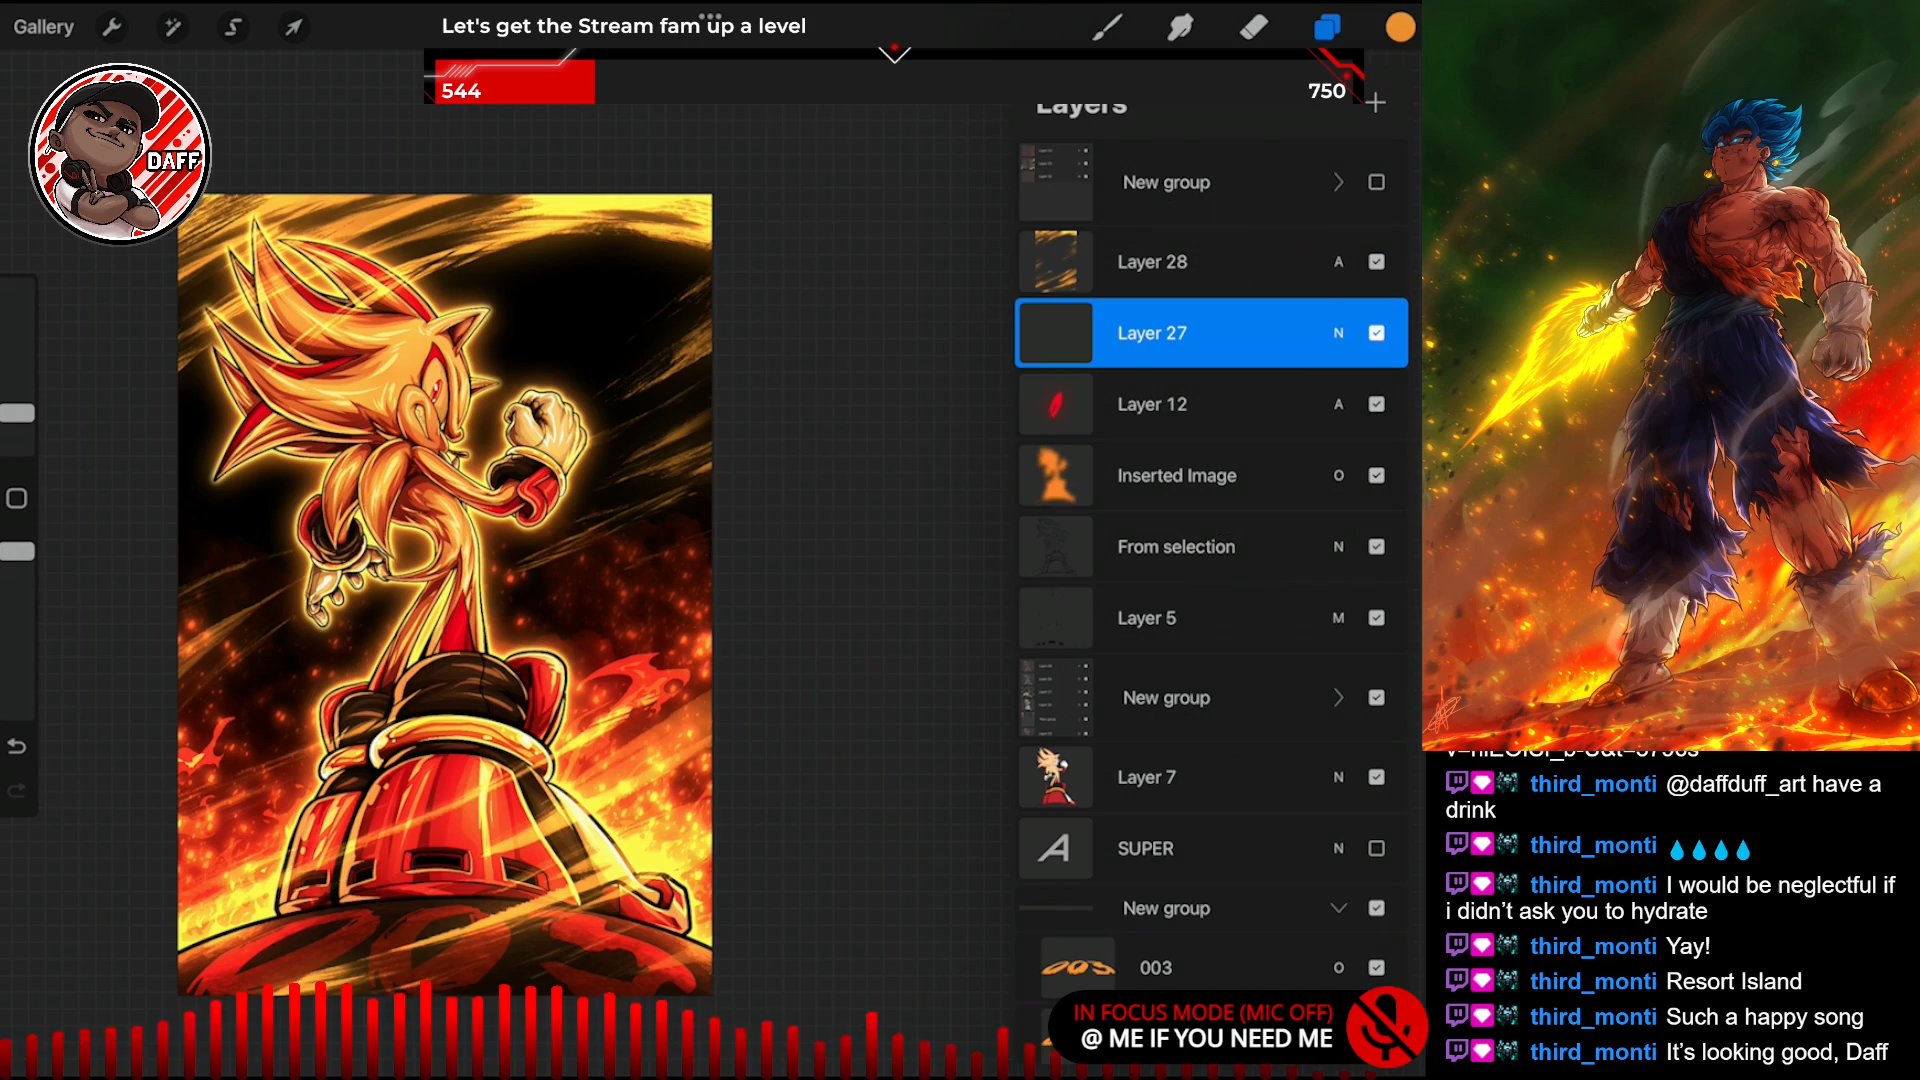 Gallery
Let's get the Stream fam up a level
544
750
DAFF
Layers
New group
Layer 28 A
Layer 27 N
Layer 12 A
Inserted Image O
From selection N
Layer 5 M
New group
Layer 7 N
A SUPER N
New group
003 003 O
003
IN FOCUS MODE (MIC OFF)
@ ME IF YOU NEED ME
third_monti @daffduff_art have a
drink
third_monti
third_monti I would be neglectful if
i didn't ask you to hydrate
third_monti Yay!
third_monti Resort Island
third_monti Such a happy song
third_monti It's looking good, Daff